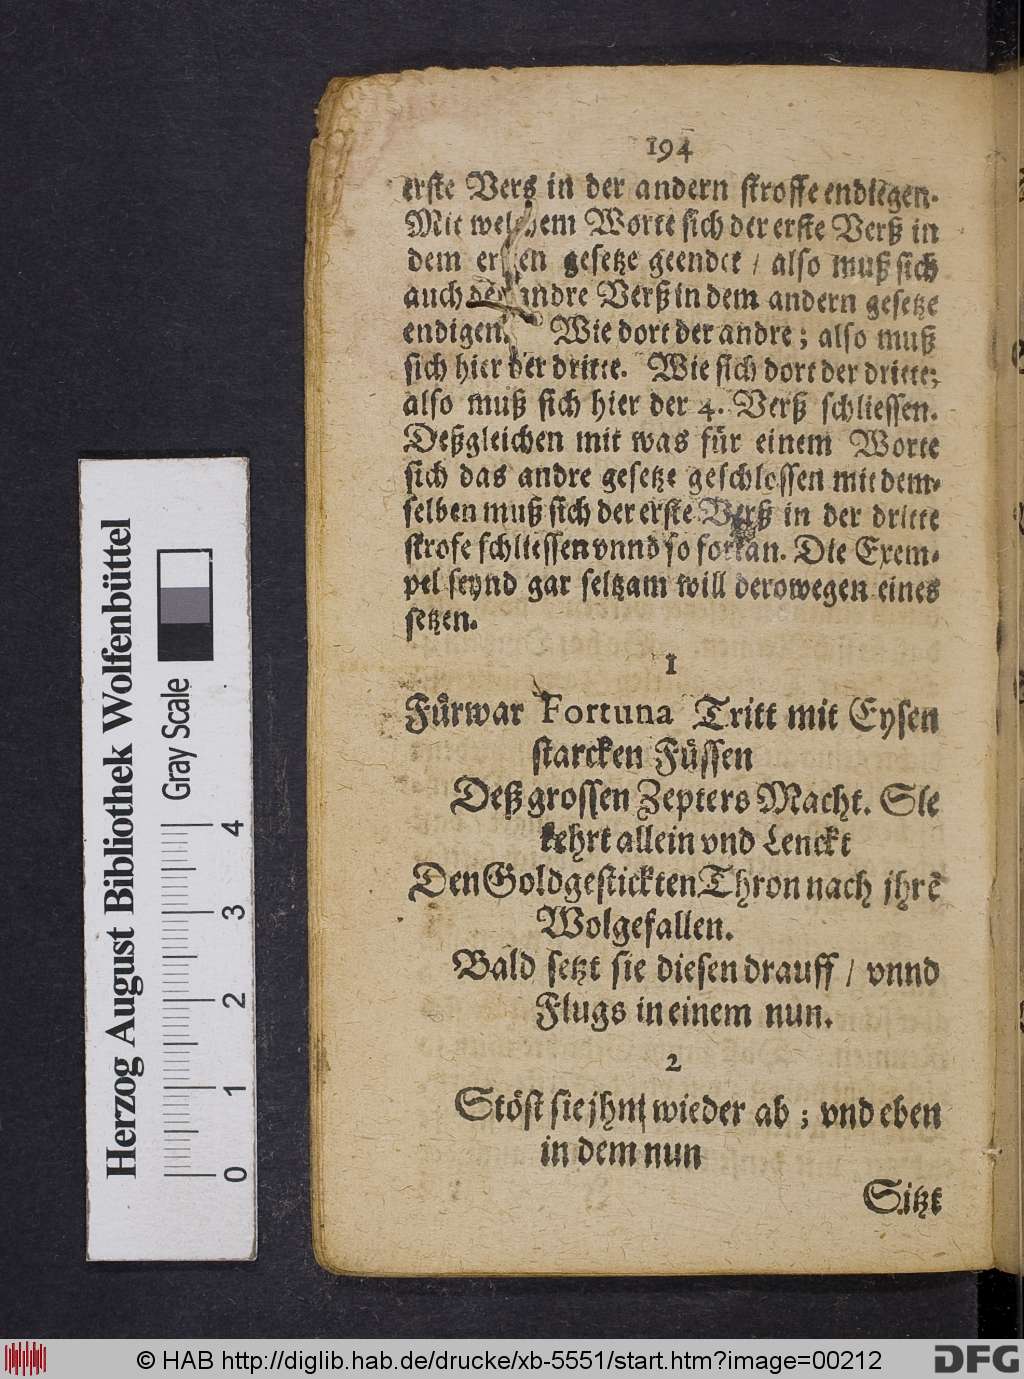 194
erste Vers in der andern stroffe endiegen.
Mit welchem Worte sich der erste Verß in
dem ersten gesetze geendet / also muß sich
auch der andre Verß in dem andern gesetze
endigen. Wie dort der andre; also muß
sich hier der dritte. Wie sich dort der dritte;
also muß sich hier der 4. Verß schliessen.
Deßgleichen mit was für einem Worte
sich das andre gesetze geschlossen mit dem-
selben muß sich der erste Verß in der dritte
strofe schliessen vnnd so fortan. Die Exem-
pel seynd gar seltzam will derowegen eines
setzen.
1
Fürwar Fortuna Tritt mit Eysen
starcken Füssen
Deß grossen Zepters Macht. Sie
kehrt allein vnd Lenckt
Den Goldgestickten Thron nach jhrē
Wolgefallen.
Bald setzt sie diesen drauff / vnnd
Flugs in einem nun.
2
Stöst sie jhn wieder ab; vnd eben
in dem nun
Sitzt
Herzog August Bibliothek Wolfenbüttel
Gray Scale
0 1 2 3 4
© HAB http://diglib.hab.de/drucke/xb-5551/start.htm?image=00212
DFG